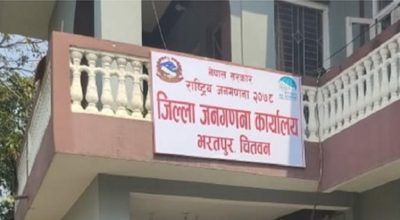 नेपाल सरकार
राष्ट्रिय जनगणना २०७८
जिल्ला जनगणना कार्यालय
भरतपुर, चितवन